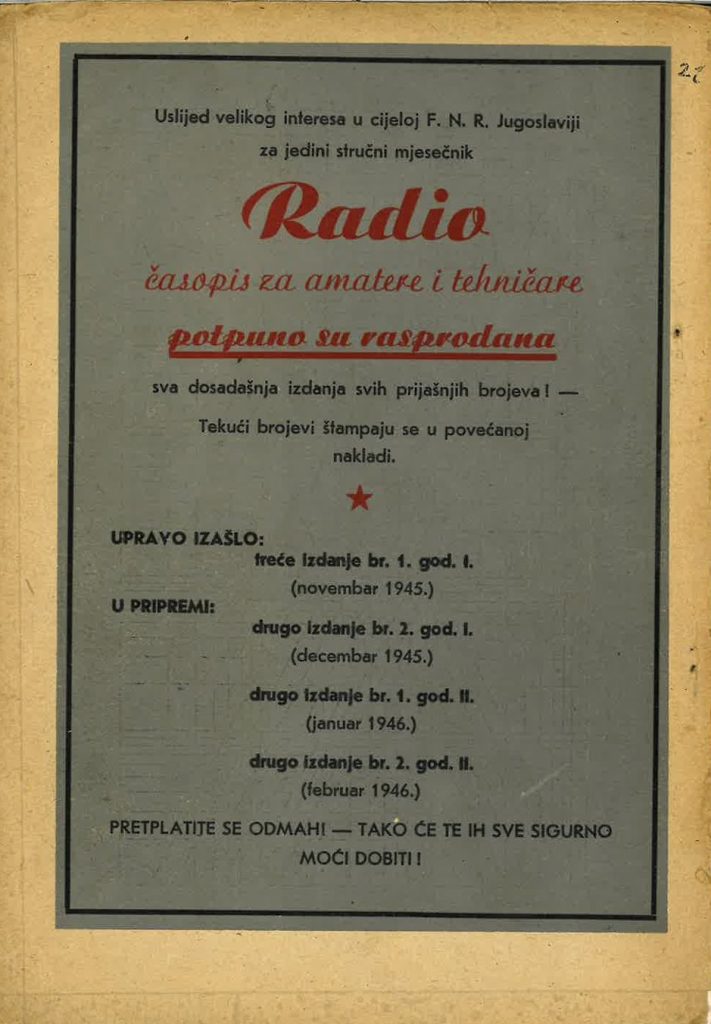 22
Uslijed velikog interesa u cijeloj F. N. R. Jugoslaviji
za jedini stručni mjesečnik
Radio
časopis za amatere i tehničare
potpuno su rasprodana
sva dosadašnja izdanja svih prijašnjih brojeva! —
Tekući brojevi štampaju se u povećanoj
nakladi.
UPRAVO IZAŠLO:
treće izdanje br. 1. god. I.
(novembar 1945.)
U PRIPREMI:
drugo izdanje br. 2. god. I.
(decembar 1945.)
drugo izdanje br. 1. god. II.
(januar 1946.)
drugo izdanje br. 2. god. II.
(februar 1946.)
PRETPLATITE SE ODMAH! — TAKO ĆE TE IH SVE SIGURNO
MOĆI DOBITI!